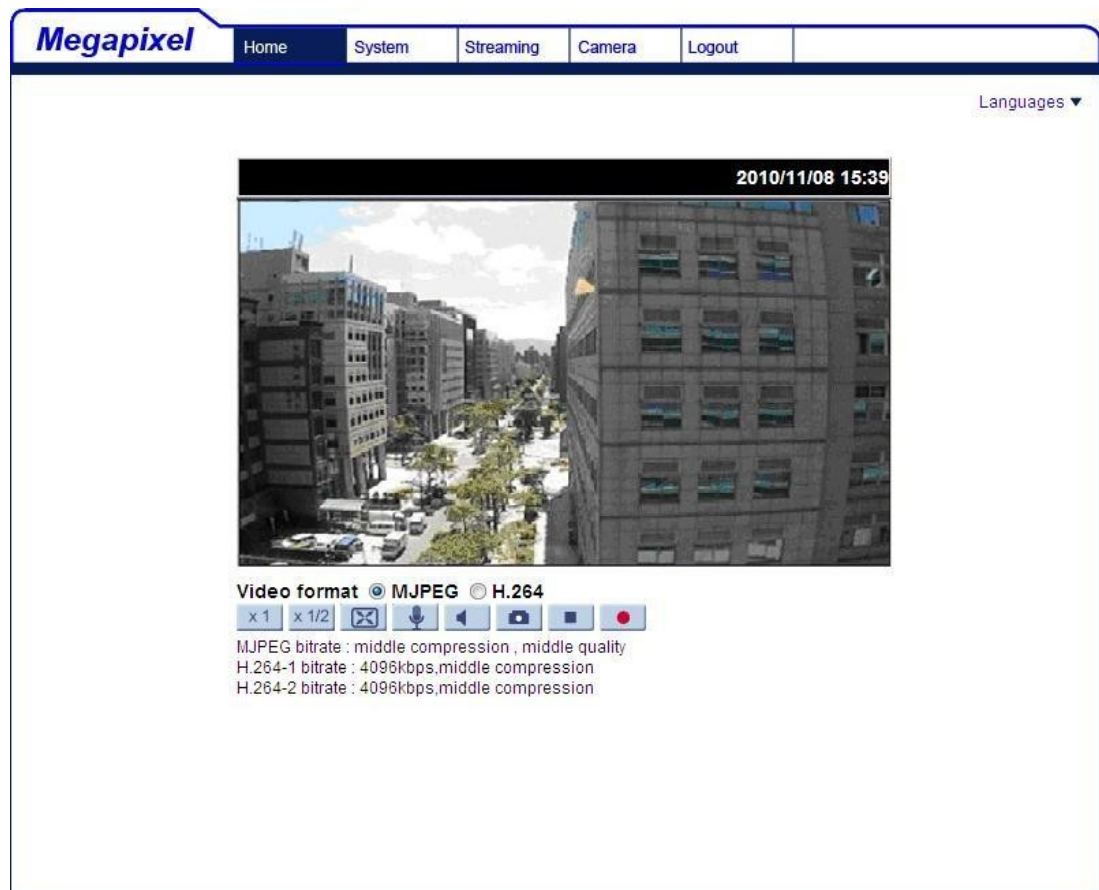 Megapixel
Home System Streaming Camera Logout
Languages ▼
2010/11/08 15:39
Video format MJPEG H.264
x 1 x 1/2
MJPEG bitrate : middle compression , middle quality
H.264-1 bitrate : 4096kbps,middle compression
H.264-2 bitrate : 4096kbps,middle compression